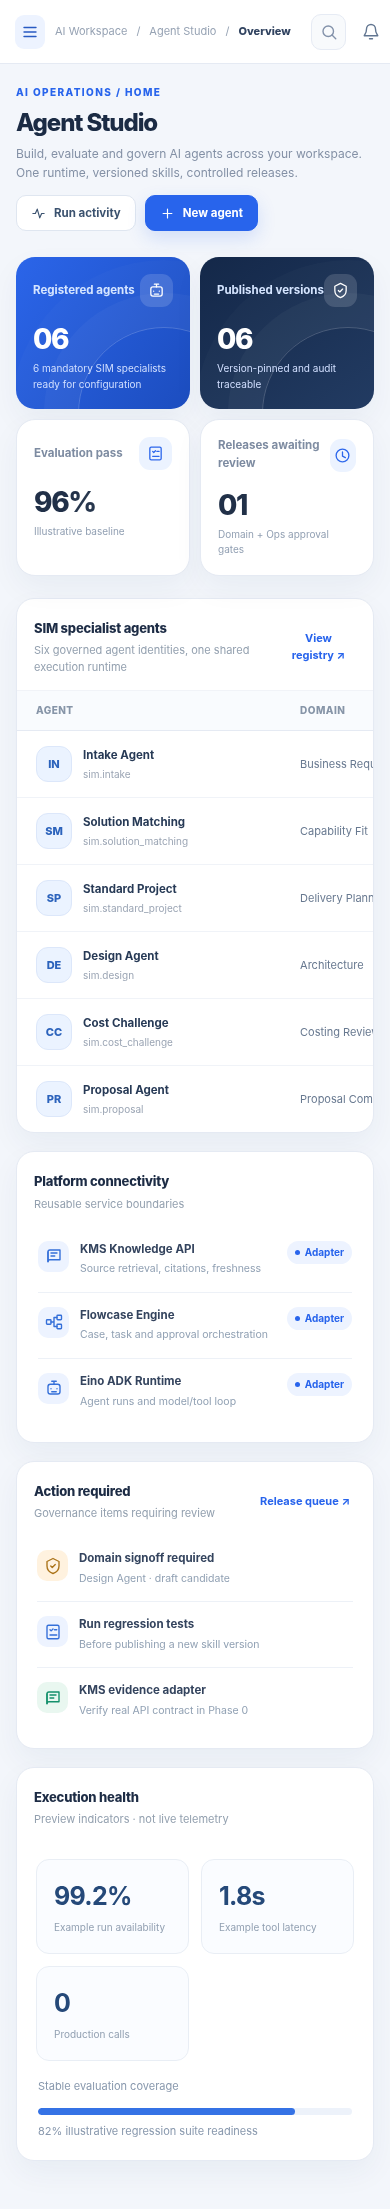 AI Workspace / Agent Studio / Overview
AI OPERATIONS / HOME
Agent Studio
Build, evaluate and govern AI agents across your workspace.
One runtime, versioned skills, controlled releases.
Run activity
New agent
Registered agents
06
6 mandatory SIM specialists
ready for configuration
Published versions
06
Version-pinned and audit
traceable
Evaluation pass
96%
Illustrative baseline
Releases awaiting
review
01
Domain + Ops approval
gates
SIM specialist agents
Six governed agent identities, one shared
execution runtime
View
registry ↗
AGENT DOMAIN
IN Intake Agent Business
sim.intake
SM Solution Matching Capability Fit
sim.solution_matching
SP Standard Project Delivery
sim.standard_project
DE Design Agent Architecture
sim.design
CC Cost Challenge Costing
sim.cost_challenge
PR Proposal Agent Proposal
sim.proposal
Platform connectivity
Reusable service boundaries
KMS Knowledge API
Source retrieval, citations, freshness
Adapter
Flowcase Engine
Case, task and approval orchestration
Adapter
Eino ADK Runtime
Agent runs and model/tool loop
Adapter
Action required
Governance items requiring review
Release queue ↗
Domain signoff required
Design Agent · draft candidate
Run regression tests
Before publishing a new skill version
KMS evidence adapter
Verify real API contract in Phase 0
Execution health
Preview indicators · not live telemetry
99.2%
Example run availability
1.8s
Example tool latency
0
Production calls
Stable evaluation coverage
82% illustrative regression suite readiness